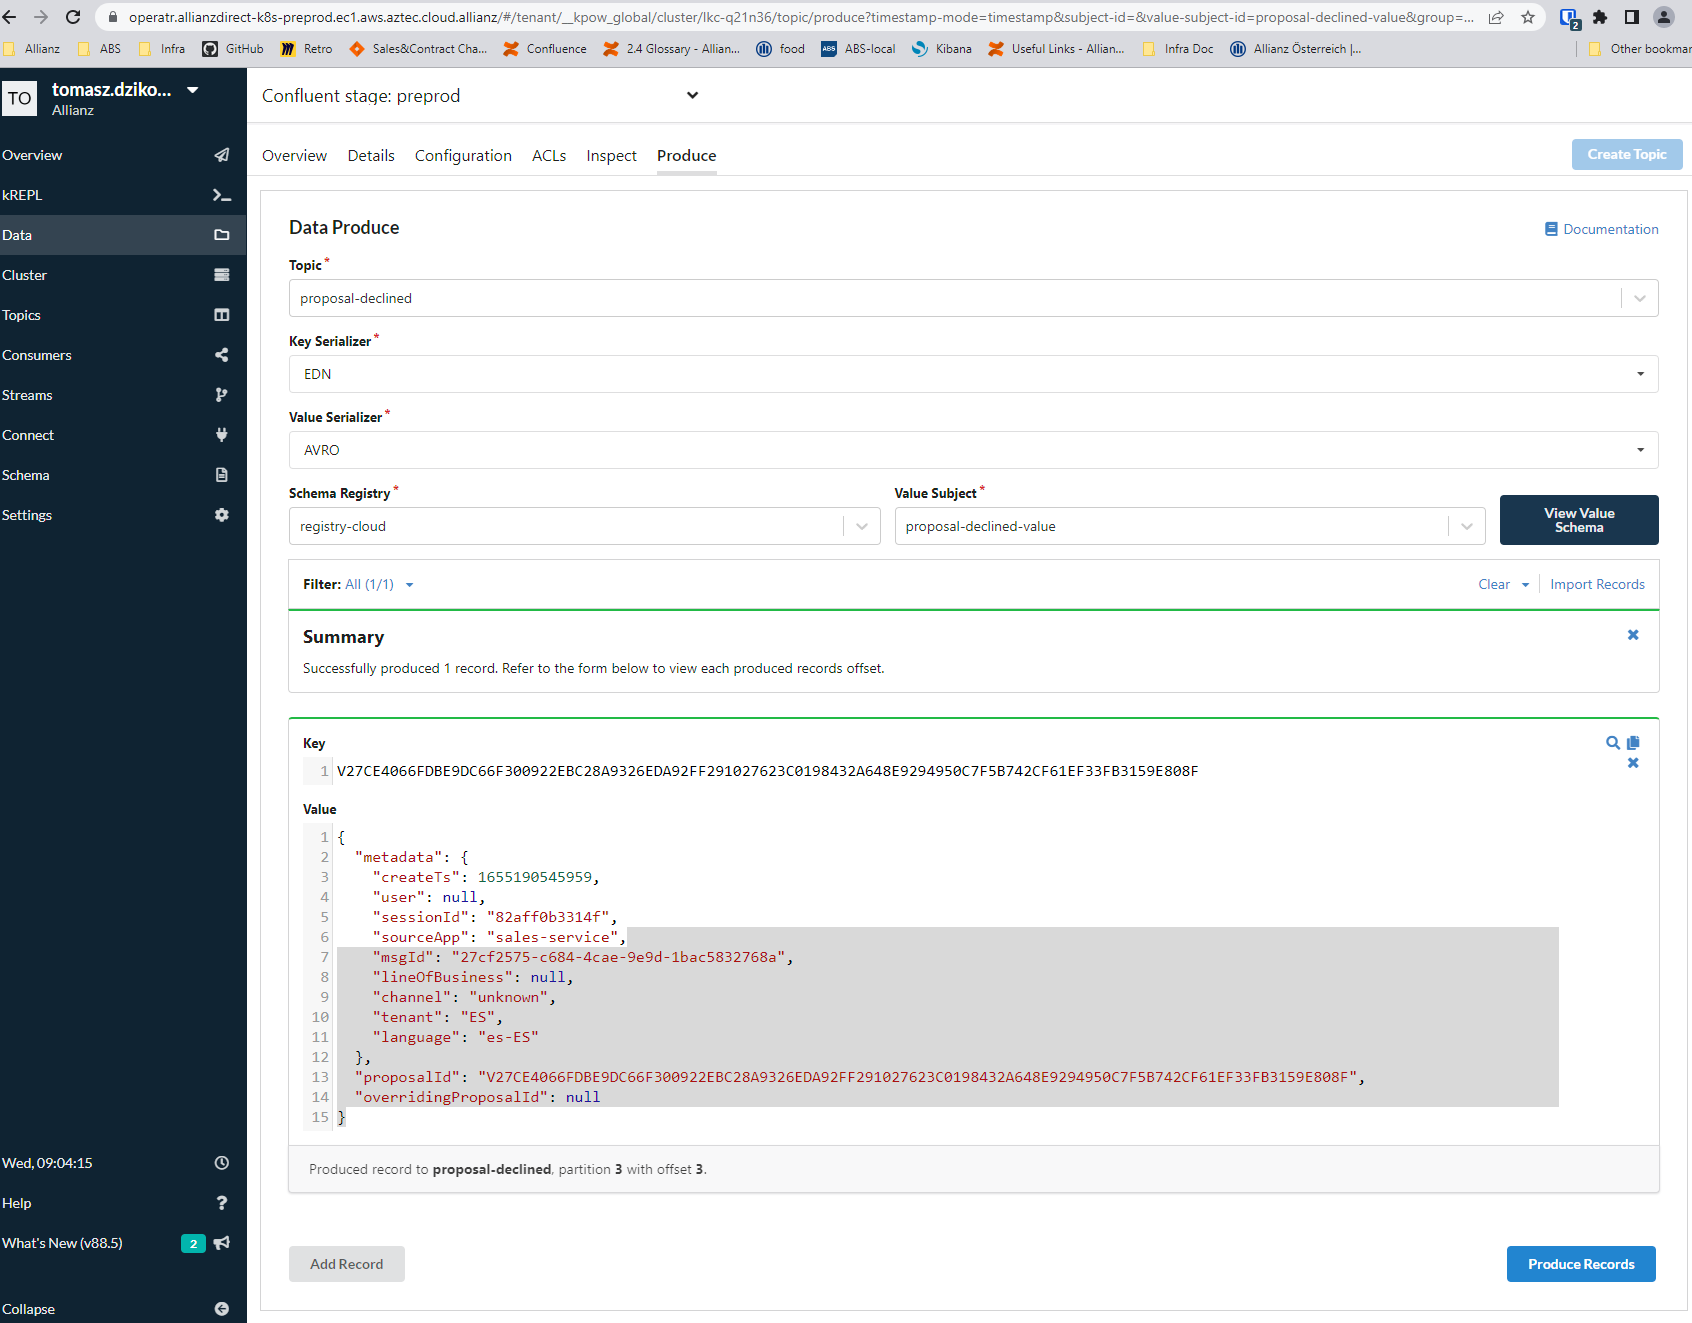 operatr.allianzdirect-k8s-preprod.ec1.aws.aztec.cloud.allianz/#/tenant/__kpow_global/cluster/lkc-q21n36/topic/produce?timestamp-mode=timestamp&subject-id=&value-subject-id=proposal-declined-value&group=...
2
Allianz ABS Infra GitHub Retro Sales&Contract Cha... Confluence 2.4 Glossary - Allian... food ABS ABS-local Kibana Useful Links - Allian... Infra Doc Allianz Österreich |... Other bookmar
TO
tomasz.dziko...
Allianz
Confluent stage: preprod
Overview
kREPL
Data
Cluster
Topics
Consumers
Streams
Connect
Schema
Settings
Wed, 09:04:15
Help
What's New (v88.5) 2
Collapse
Overview Details Configuration ACLs Inspect Produce
Create Topic
Data Produce
Documentation
Topic *
proposal-declined
Key Serializer *
EDN
Value Serializer *
AVRO
Schema Registry * Value Subject *
registry-cloud
proposal-declined-value
View Value
Schema
Filter: All (1/1)
Clear Import Records
Summary
Successfully produced 1 record. Refer to the form below to view each produced records offset.
Key
1 V27CE4066FDBE9DC66F300922EBC28A9326EDA92FF291027623C0198432A648E9294950C7F5B742CF61EF33FB3159E808F
Value
1 {
2 "metadata": {
3 "createTs": 1655190545959,
4 "user": null,
5 "sessionId": "82aff0b3314f",
6 "sourceApp": "sales-service",
7 "msgId": "27cf2575-c684-4cae-9e9d-1bac5832768a",
8 "lineOfBusiness": null,
9 "channel": "unknown",
10 "tenant": "ES",
11 "language": "es-ES"
12 },
13 "proposalId": "V27CE4066FDBE9DC66F300922EBC28A9326EDA92FF291027623C0198432A648E9294950C7F5B742CF61EF33FB3159E808F",
14 "overridingProposalId": null
15 }
Produced record to proposal-declined, partition 3 with offset 3.
Add Record
Produce Records